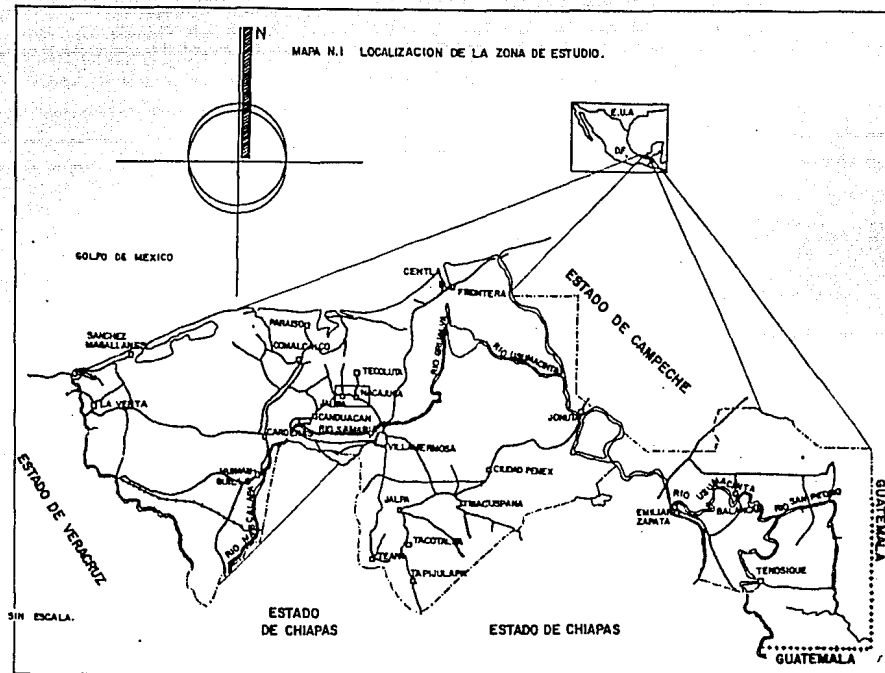 N
MAPA N.I LOCALIZACION DE LA ZONA DE ESTUDIO.
E.U.A
D.F.
GOLPO DE MEXICO
CENTLA
FRONTERA
ESTADO DE CAMPECHE
SANCHEZ
MAGALLANES
PARAISO
COMALCALCO
RIO GRIJALVA
RIO USUMACINTA
TECOLUTA
NACAJUCA
JALPA
LA VENTA
CUNDUACAN
RIO SAMARIA
CARDENAS
JONUTA
VILLAHERMOSA
CIUDAD PEMEX
JALPA
MACUSPANA
EMILIANO
ZAPATA
RIO USUMACINTA
BALANCAN
RIO SAN PEDRO
GUATEMALA
ESTADO DE VERACRUZ
TACOTALPA
TEAPA
TAPIJULAPA
TENOSIQUE
SIN ESCALA.
ESTADO
DE CHIAPAS
ESTADO DE CHIAPAS
GUATEMALA